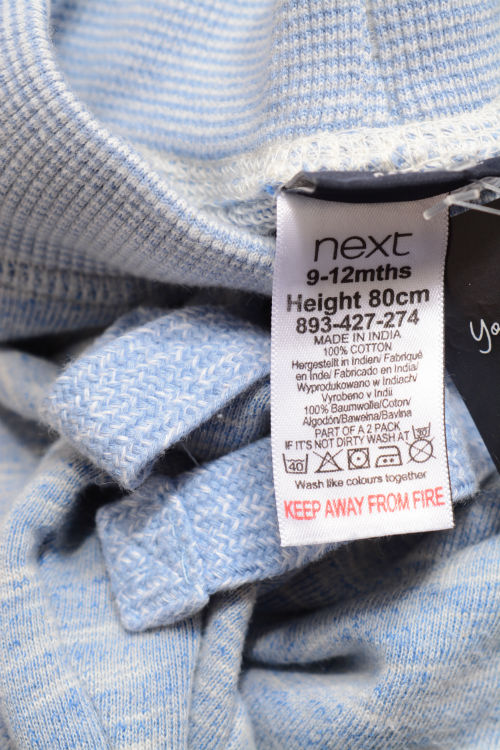 next
9-12mths
Height 80cm
893-427-274
MADE IN INDIA
100% COTTON
Hergestellt in Indien/ Fabriqué
en Inde/ Fabricado en India/
Wyprodukowano w Indiach/
Vyrobeno v Indii
100% Baumwolle/Coton/
Algodón/Bawełna/Bavlna
PART OF A 2 PACK
IF IT'S NOT DIRTY WASH AT 30
40
Wash like colours together
KEEP AWAY FROM FIRE